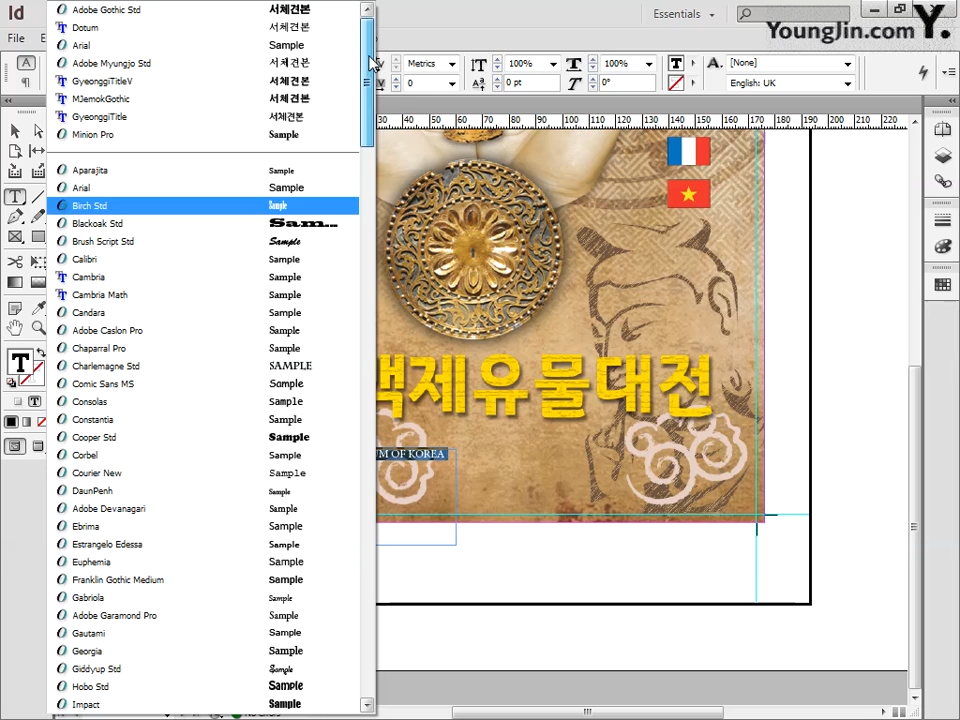 Id
Essentials
YoungJin.com Y.
File
Adobe Gothic Std 서체견본
Dotum 서체견본
Arial Sample
Adobe Myungjo Std 서체견본
GyeonggiTitleV 서체견본
MJemokGothic 서체견본
GyeonggiTitle 서체견본
Minion Pro Sample
Aparajita Sample
Arial Sample
Birch Std Sample
Blackoak Std Sam...
Brush Script Std Sample
Calibri Sample
Cambria Sample
Cambria Math Sample
Candara Sample
Adobe Caslon Pro Sample
Chaparral Pro Sample
Charlemagne Std SAMPLE
Comic Sans MS Sample
Consolas Sample
Constantia Sample
Cooper Std Sample
Corbel Sample
Courier New Sample
DaunPenh Sample
Adobe Devanagari Sample
Ebrima Sample
Estrangelo Edessa Sample
Euphemia Sample
Franklin Gothic Medium Sample
Gabriola Sample
Adobe Garamond Pro Sample
Gautami Sample
Georgia Sample
Giddyup Std Sample
Hobo Std Sample
Impact Sample
Metrics 100% 100% [None]
0 0 pt 0° English: UK
30 40 50 60 70 80 90 100 110 120 130 140 150 160 170 180 190 200 210 220
제유물대전
UM OF KOREA